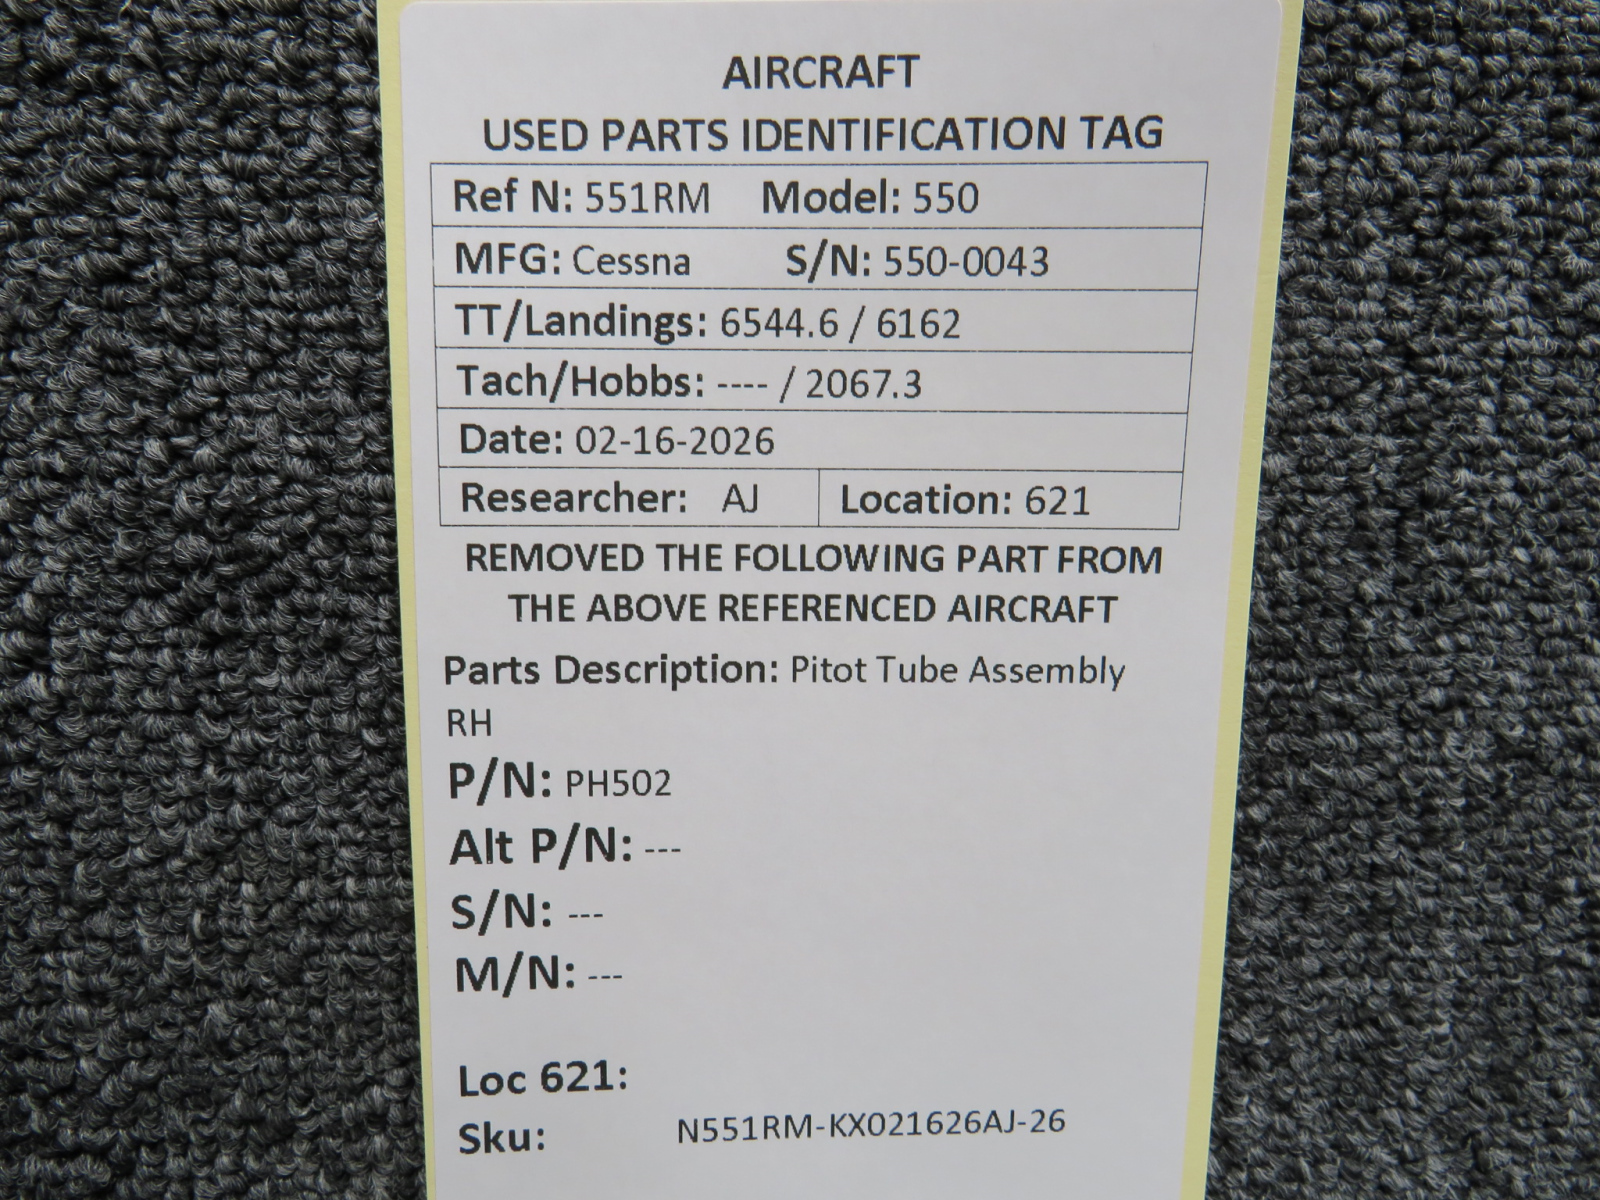 AIRCRAFT
USED PARTS IDENTIFICATION TAG
Ref N: 551RM Model: 550
MFG: Cessna S/N: 550-0043
TT/Landings: 6544.6 / 6162
Tach/Hobbs: ---- / 2067.3
Date: 02-16-2026
Researcher: AJ Location: 621
REMOVED THE FOLLOWING PART FROM
THE ABOVE REFERENCED AIRCRAFT
Parts Description: Pitot Tube Assembly
RH
P/N: PH502
Alt P/N: ---
S/N: ---
M/N: ---
Loc 621:
Sku: N551RM-KX021626AJ-26